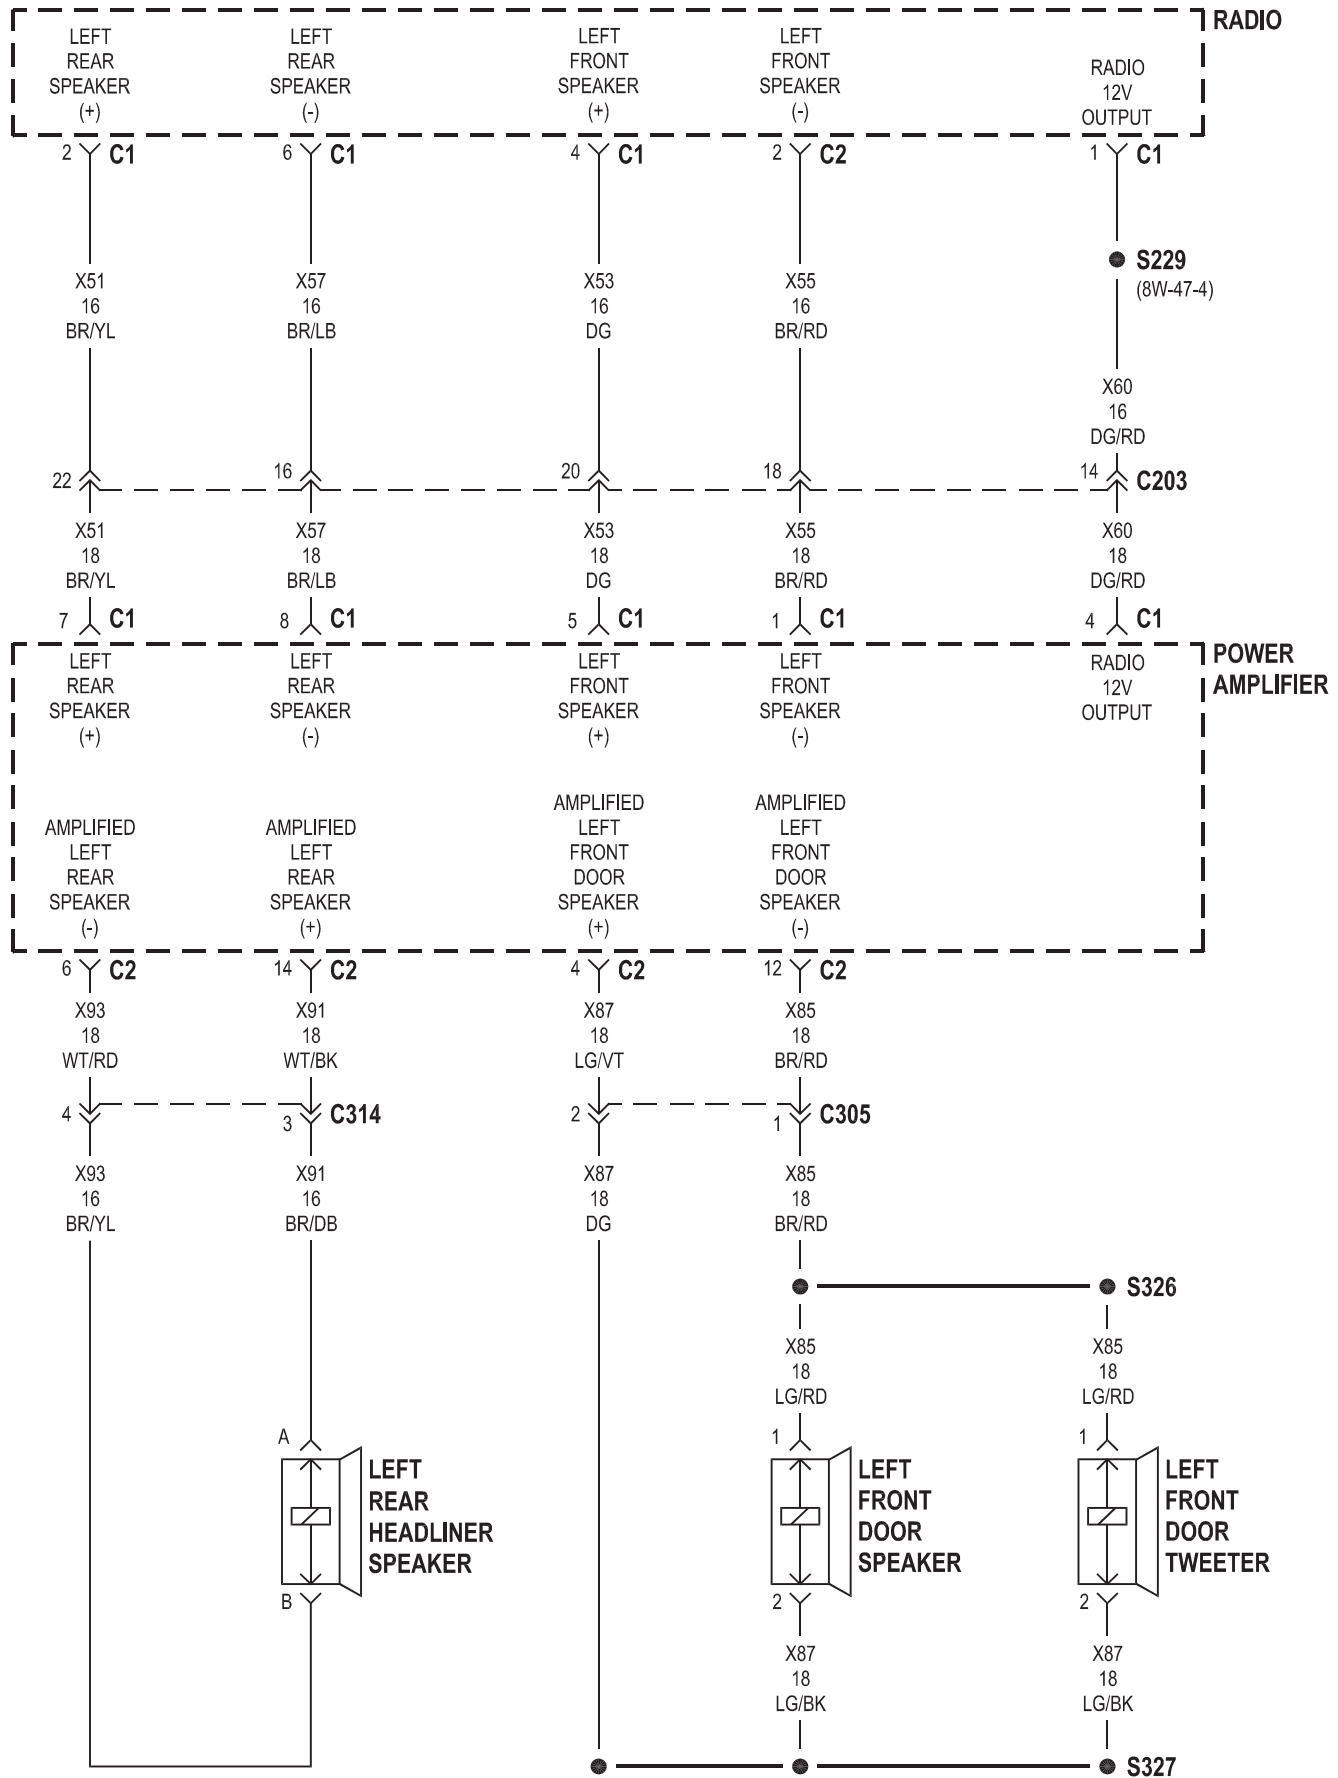 RADIO
LEFT REAR SPEAKER (+)
LEFT REAR SPEAKER (-)
LEFT FRONT SPEAKER (+)
LEFT FRONT SPEAKER (-)
RADIO 12V OUTPUT
2 C1
6 C1
4 C1
2 C2
1 C1
S229
(8W-47-4)
X51 16 BR/YL
X57 16 BR/LB
X53 16 DG
X55 16 BR/RD
X60 16 DG/RD
22
16
20
18
14
C203
X51 18 BR/YL
X57 18 BR/LB
X53 18 DG
X55 18 BR/RD
X60 18 DG/RD
7 C1
8 C1
5 C1
1 C1
4 C1
POWER
AMPLIFIER
LEFT REAR SPEAKER (+)
LEFT REAR SPEAKER (-)
LEFT FRONT SPEAKER (+)
LEFT FRONT SPEAKER (-)
RADIO 12V OUTPUT
AMPLIFIED LEFT REAR SPEAKER (-)
AMPLIFIED LEFT REAR SPEAKER (+)
AMPLIFIED LEFT FRONT DOOR SPEAKER (+)
AMPLIFIED LEFT FRONT DOOR SPEAKER (-)
6 C2
14 C2
4 C2
12 C2
X93 18 WT/RD
X91 18 WT/BK
X87 18 LG/VT
X85 18 BR/RD
4
3
C314
2
1
C305
X93 16 BR/YL
X91 16 BR/DB
X87 18 DG
X85 18 BR/RD
S326
X85 18 LG/RD
X85 18 LG/RD
A
1
1
LEFT REAR HEADLINER SPEAKER
LEFT FRONT DOOR SPEAKER
LEFT FRONT DOOR TWEETER
B
2
2
X87 18 LG/BK
X87 18 LG/BK
S327